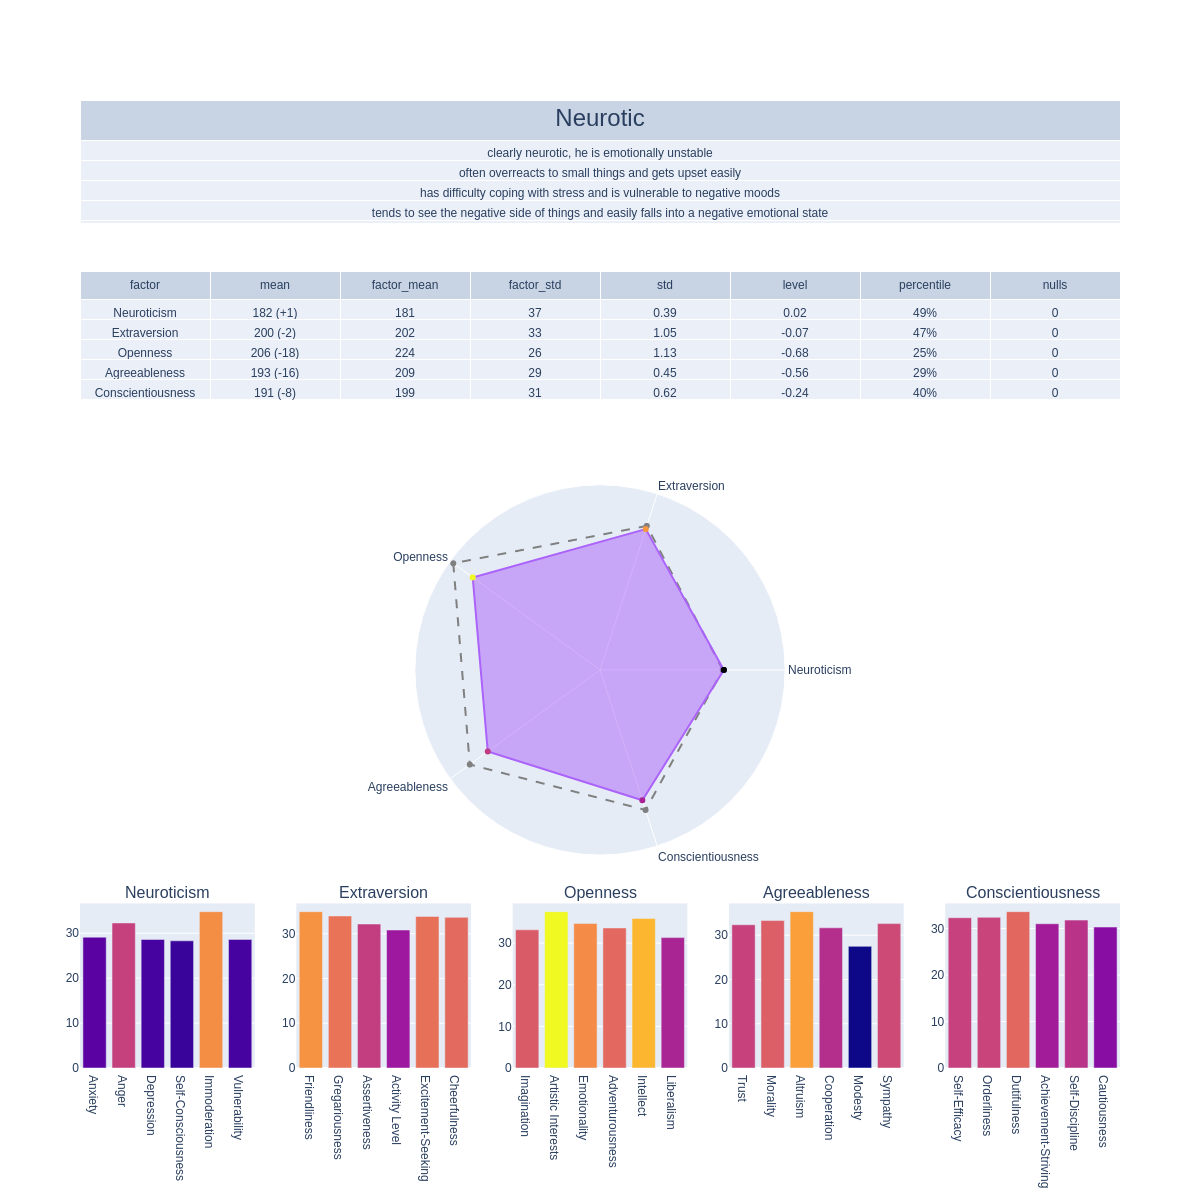 Neurotic
clearly neurotic, he is emotionally unstable
often overreacts to small things and gets upset easily
has difficulty coping with stress and is vulnerable to negative moods
tends to see the negative side of things and easily falls into a negative emotional state
factor mean factor_mean factor_std std level percentile nulls
Neuroticism 182 (+1) 181 37 0.39 0.02 49% 0
Extraversion 200 (-2) 202 33 1.05 -0.07 47% 0
Openness 206 (-18) 224 26 1.13 -0.68 25% 0
Agreeableness 193 (-16) 209 29 0.45 -0.56 29% 0
Conscientiousness 191 (-8) 199 31 0.62 -0.24 40% 0
Extraversion
Openness
Neuroticism
Agreeableness
Conscientiousness
Neuroticism
30
20
10
0
Anxiety
Anger
Depression
Self-Consciousness
Immoderation
Vulnerability
Extraversion
30
20
10
0
Friendliness
Gregariousness
Assertiveness
Activity Level
Excitement-Seeking
Cheerfulness
Openness
30
20
10
0
Imagination
Artistic Interests
Emotionality
Adventurousness
Intellect
Liberalism
Agreeableness
30
20
10
0
Trust
Morality
Altruism
Cooperation
Modesty
Sympathy
Conscientiousness
30
20
10
0
Self-Efficacy
Orderliness
Dutifulness
Achievement-Striving
Self-Discipline
Cautiousness